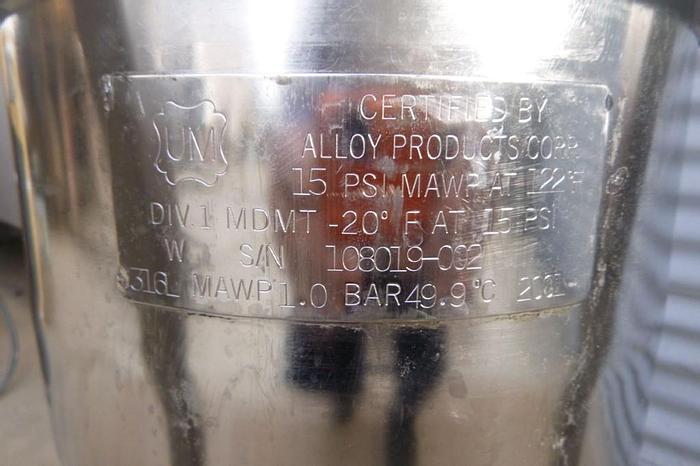 UM
CERTIFIED BY
ALLOY PRODUCTS CORP
15 PSI MAWP AT 122°F
DIV. 1 MDMT -20° F AT 15 PSI
W S/N 108019-002
316L MAWP 1.0 BAR 49.9°C